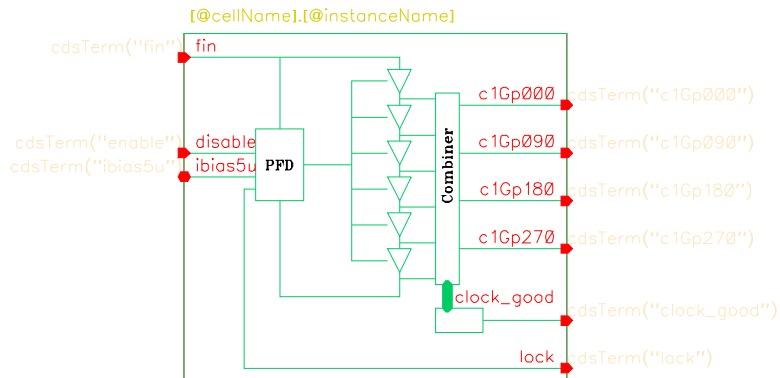 [@cellName].[@instanceName]
cdsTerm("fin") fin
c1Gp000 cdsTerm("c1Gp000")
cdsTerm("enable") disable c1Gp090 cdsTerm("c1Gp090")
cdsTerm("ibias5u") ibias5u PFD
Combiner
c1Gp180 cdsTerm("c1Gp180")
c1Gp270 cdsTerm("c1Gp270")
clock_good cdsTerm("clock_good")
lock cdsTerm("lock")